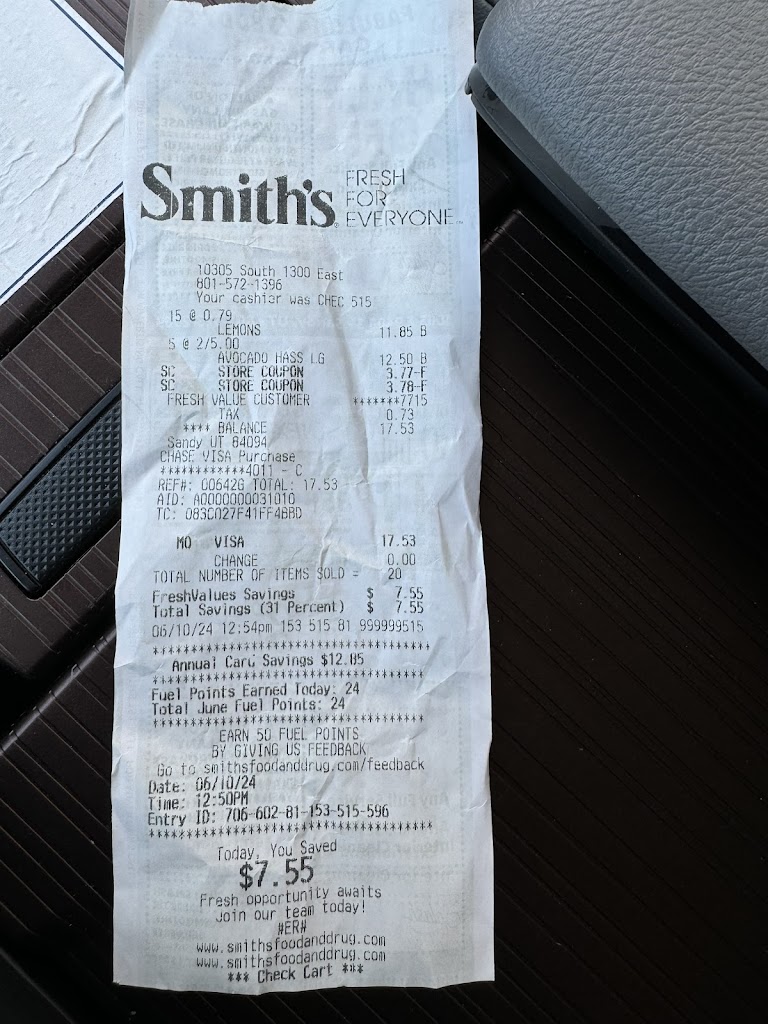 Smith's FRESH FOR EVERYONE™
10305 South 1300 East
801-572-1396
Your cashier was CHEC 515
15 @ 0.79
LEMONS 11.85 B
5 @ 2/5.00
AVOCADO HASS LG 12.50 B
SC STORE COUPON 3.77-F
SC STORE COUPON 3.78-F
FRESH VALUE CUSTOMER *******7715
TAX 0.73
**** BALANCE 17.53
Sandy UT 84094
CHASE VISA Purchase
************4011 - C
REF#: 00642G TOTAL: 17.53
AID: A0000000031010
TC: 083C027F41FF4BBD
MO VISA 17.53
CHANGE 0.00
TOTAL NUMBER OF ITEMS SOLD = 20
FreshValues Savings $ 7.55
Total Savings (31 Percent) $ 7.55
06/10/24 12:54pm 153 515 81 999999515
************************************
Annual Card Savings $12.05
************************************
Fuel Points Earned Today: 24
Total June Fuel Points: 24
************************************
EARN 50 FUEL POINTS
BY GIVING US FEEDBACK
Go to smithsfoodanddrug.com/feedback
Date: 06/10/24
Time: 12:50PM
Entry ID: 706-602-81-153-515-596
************************************
Today, You Saved
$7.55
Fresh opportunity awaits
Join our team today!
#ER#
www.smithsfoodanddrug.com
www.smithsfoodanddrug.com
*** Check Cart ***